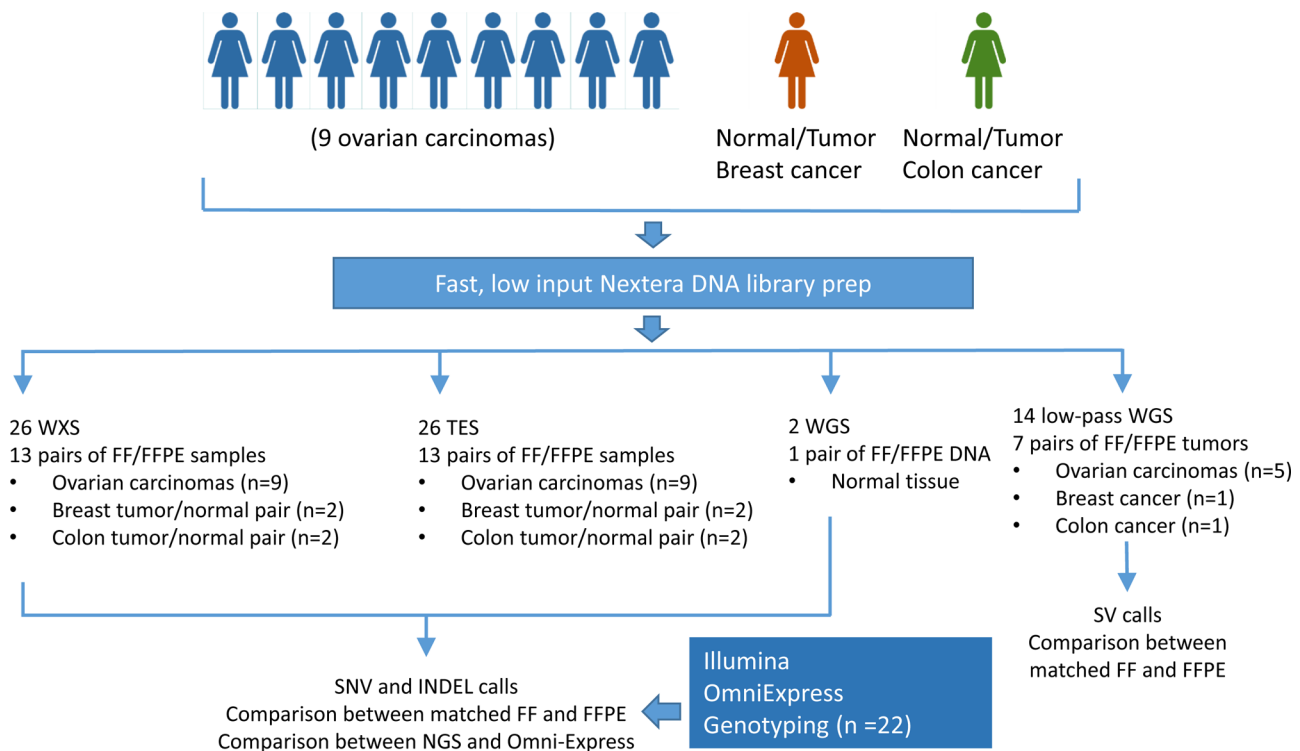 (9 ovarian carcinomas)
Normal/Tumor
Breast cancer
Normal/Tumor
Colon cancer
Fast, low input Nextera DNA library prep
26 WXS
13 pairs of FF/FFPE samples
• Ovarian carcinomas (n=9)
• Breast tumor/normal pair (n=2)
• Colon tumor/normal pair (n=2)
26 TES
13 pairs of FF/FFPE samples
• Ovarian carcinomas (n=9)
• Breast tumor/normal pair (n=2)
• Colon tumor/normal pair (n=2)
2 WGS
1 pair of FF/FFPE DNA
• Normal tissue
14 low-pass WGS
7 pairs of FF/FFPE tumors
• Ovarian carcinomas (n=5)
• Breast cancer (n=1)
• Colon cancer (n=1)
SNV and INDEL calls
Comparison between matched FF and FFPE
Comparison between NGS and Omni-Express
Illumina
OmniExpress
Genotyping (n =22)
SV calls
Comparison between
matched FF and FFPE